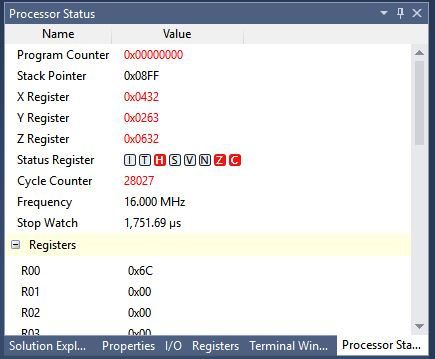 Processor Status
Name Value
Program Counter 0x00000000
Stack Pointer 0x08FF
X Register 0x0432
Y Register 0x0263
Z Register 0x0632
Status Register I T H S V N Z C
Cycle Counter 28027
Frequency 16.000 MHz
Stop Watch 1,751.69 µs
Registers
R00 0x6C
R01 0x00
R02 0x00
R03 0x00
Solution Expl... Properties I/O Registers Terminal Win... Processor Sta...